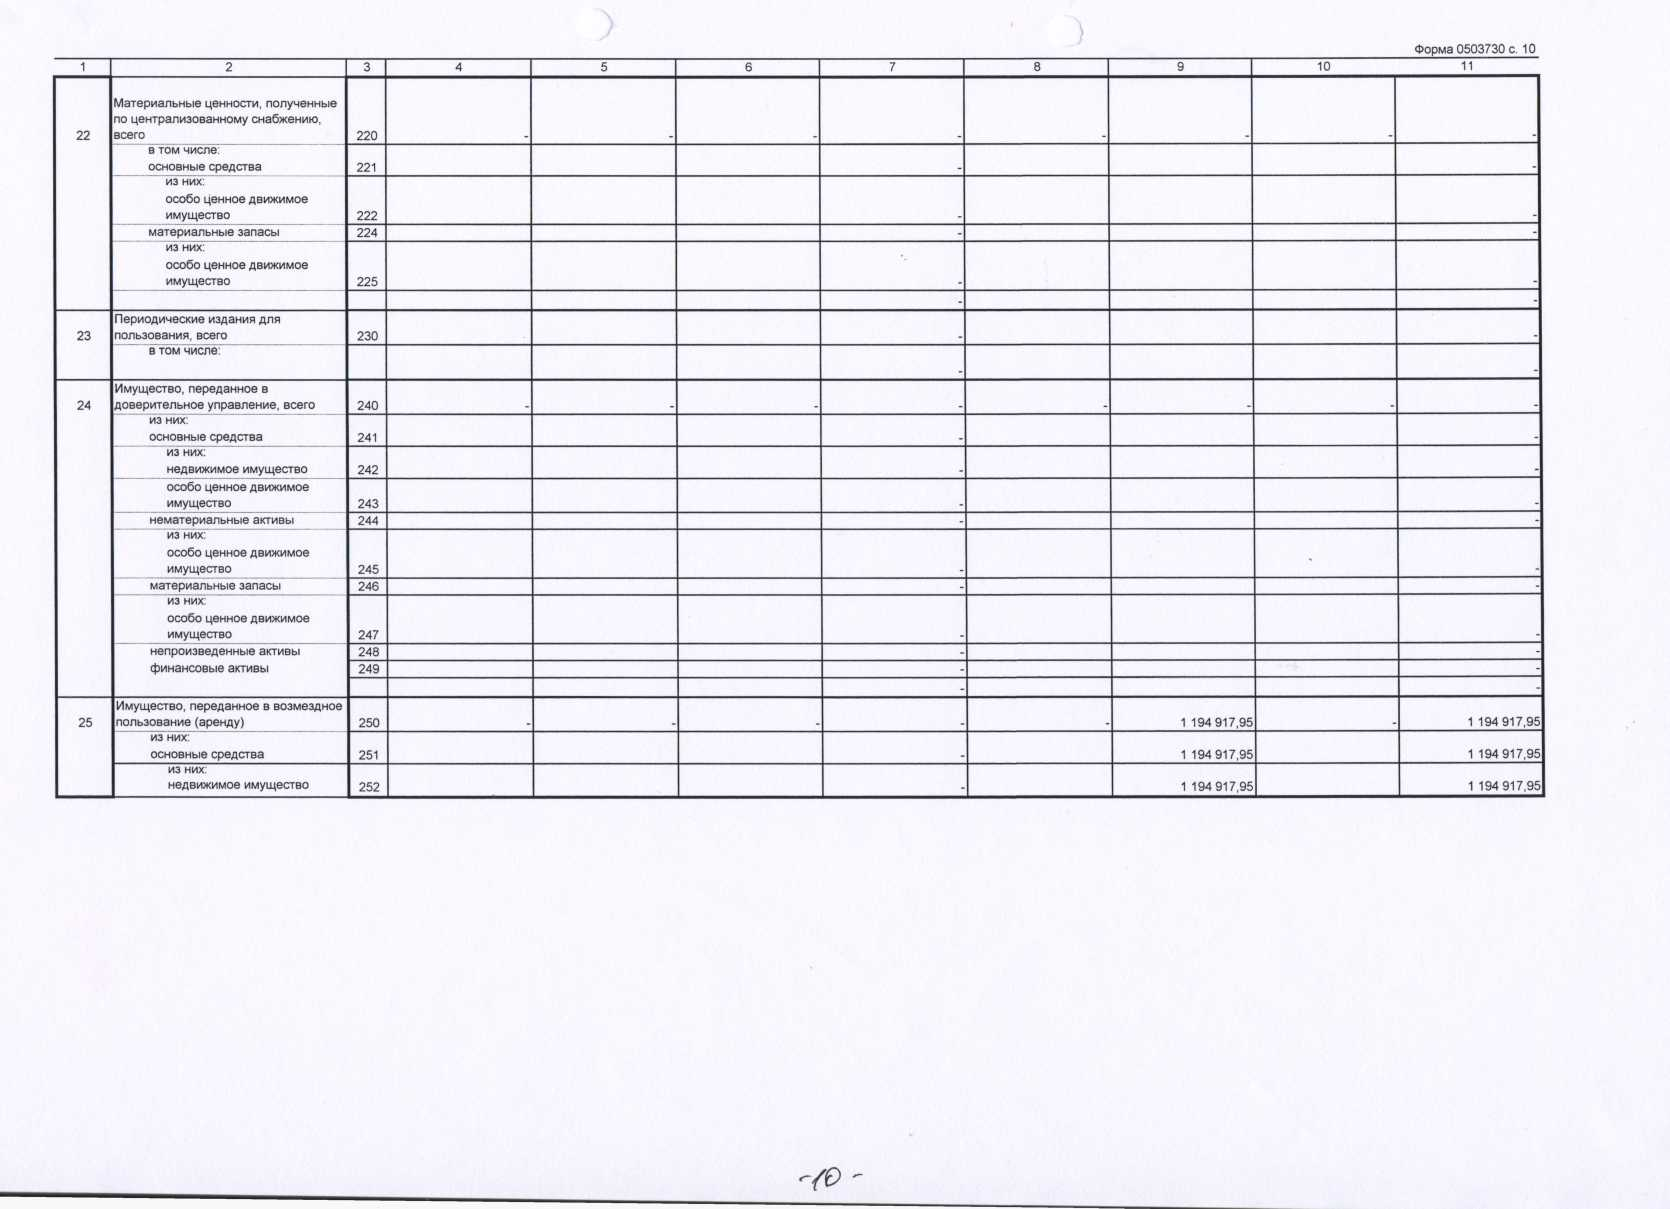 Форма 0503730 с. 10
1 2 3 4 5 6 7 8 9 10 11
Материальные ценности, полученные
по централизованному снабжению,
22 всего 220 - - - - - - - -
в том числе:
основные средства 221 - -
из них:
особо ценное движимое
имущество 222 - -
материальные запасы 224 - -
из них:
особо ценное движимое
имущество 225 - -
- -
Периодические издания для
23 пользования, всего 230 - -
в том числе:
- -
Имущество, переданное в
24 доверительное управление, всего 240 - - - - - - - -
из них:
основные средства 241 - -
из них:
недвижимое имущество 242 - -
особо ценное движимое
имущество 243 - -
нематериальные активы 244 - -
из них:
особо ценное движимое
имущество 245 - -
материальные запасы 246 - -
из них:
особо ценное движимое
имущество 247 - -
непроизведенные активы 248 - -
финансовые активы 249 - -
- -
Имущество, переданное в возмездное
25 пользование (аренду) 250 - - - - - 1 194 917,95 - 1 194 917,95
из них:
основные средства 251 - 1 194 917,95 1 194 917,95
из них:
недвижимое имущество 252 - 1 194 917,95 1 194 917,95
-10-